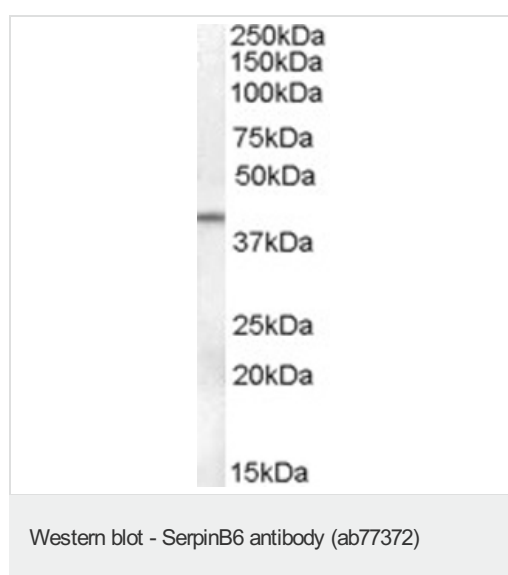 250kDa
150kDa
100kDa
75kDa
50kDa
37kDa
25kDa
20kDa
15kDa
Western blot - SerpinB6 antibody (ab77372)